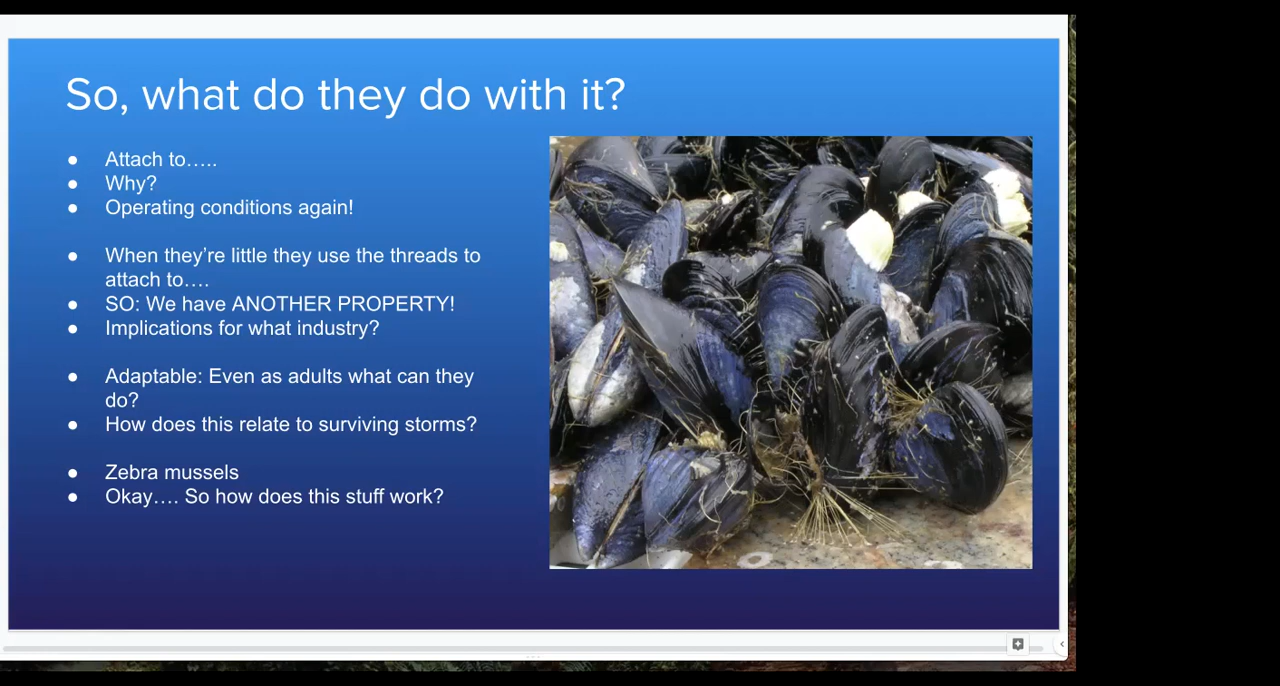 So, what do they do with it?
● Attach to…..
● Why?
● Operating conditions again!
● When they’re little they use the threads to
attach to….
● SO: We have ANOTHER PROPERTY!
● Implications for what industry?
● Adaptable: Even as adults what can they
do?
● How does this relate to surviving storms?
● Zebra mussels
● Okay…. So how does this stuff work?